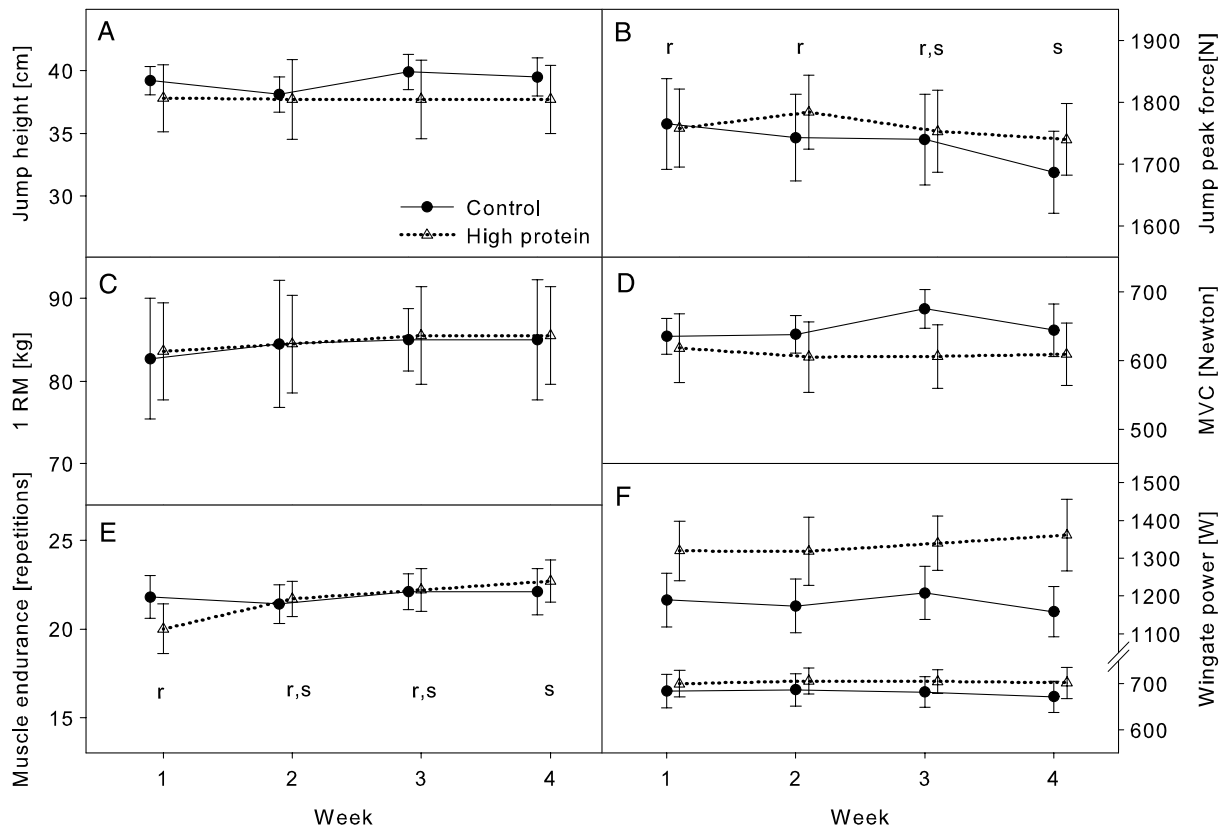 A
Jump height [cm]
40
35
30
Control
High protein
B
r r r,s s
Jump peak force[N]
1900
1800
1700
1600
C
1 RM [kg]
90
80
70
D
MVC [Newton]
700
600
500
E
Muscle endurance [repetitions]
25
20
15
r r,s r,s s
1 2 3 4
Week
F
Wingate power [W]
1500
1400
1300
1200
1100
700
600
1 2 3 4
Week